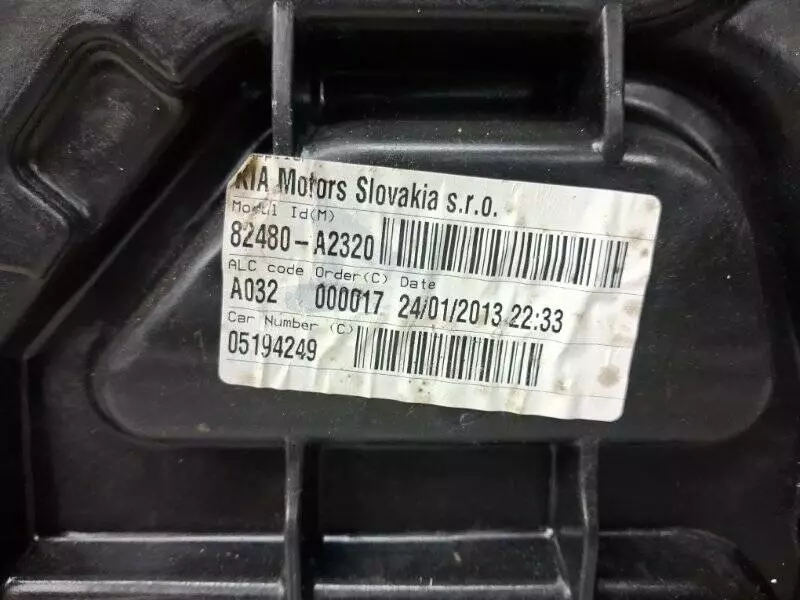 KIA Motors Slovakia s.r.o.
Modul Id(M)
82480-A2320
ALC code Order(C) Date
A032 000017 24/01/2013 22:33
Car Number (C)
05194249